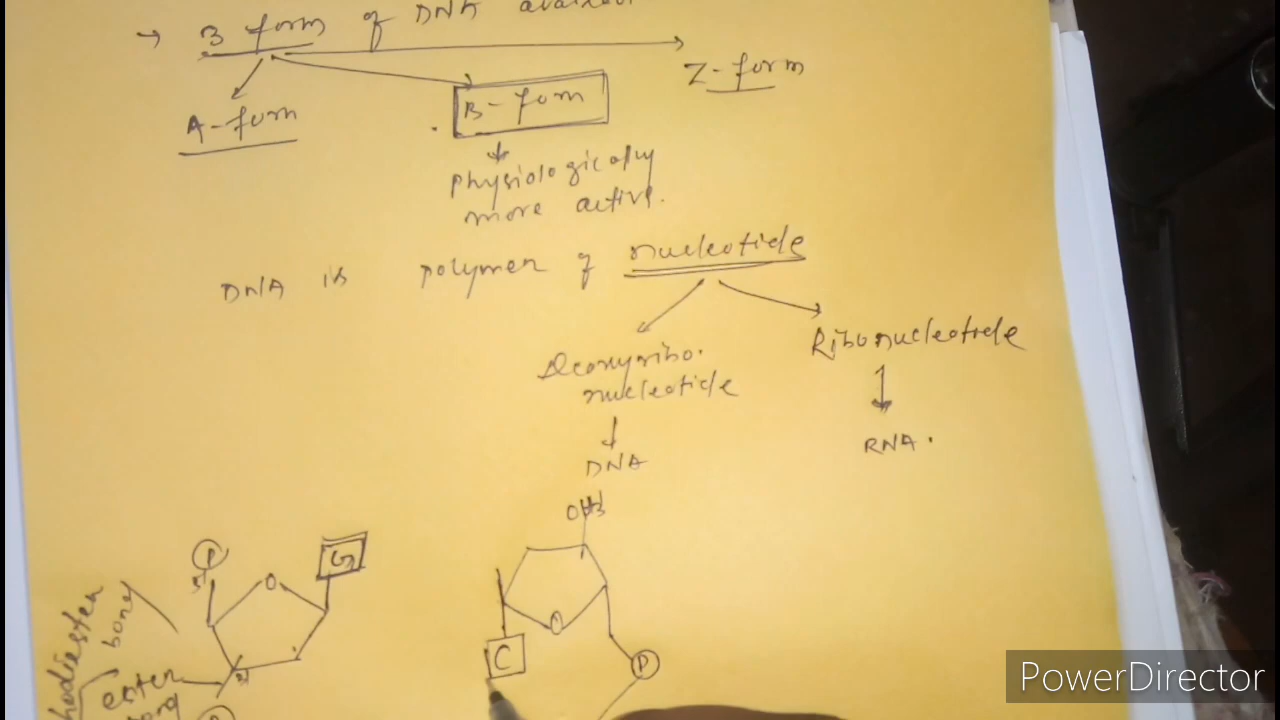 → 3 form of DNA
A-form
B-form
Z-form
physiologically
more active.
DNA is polymer of nucleotide
Deoxyribo.
nucleotide
Ribonucleotide
DNA
RNA.
OH
P
G
O
O
C
P
ester
PowerDirector